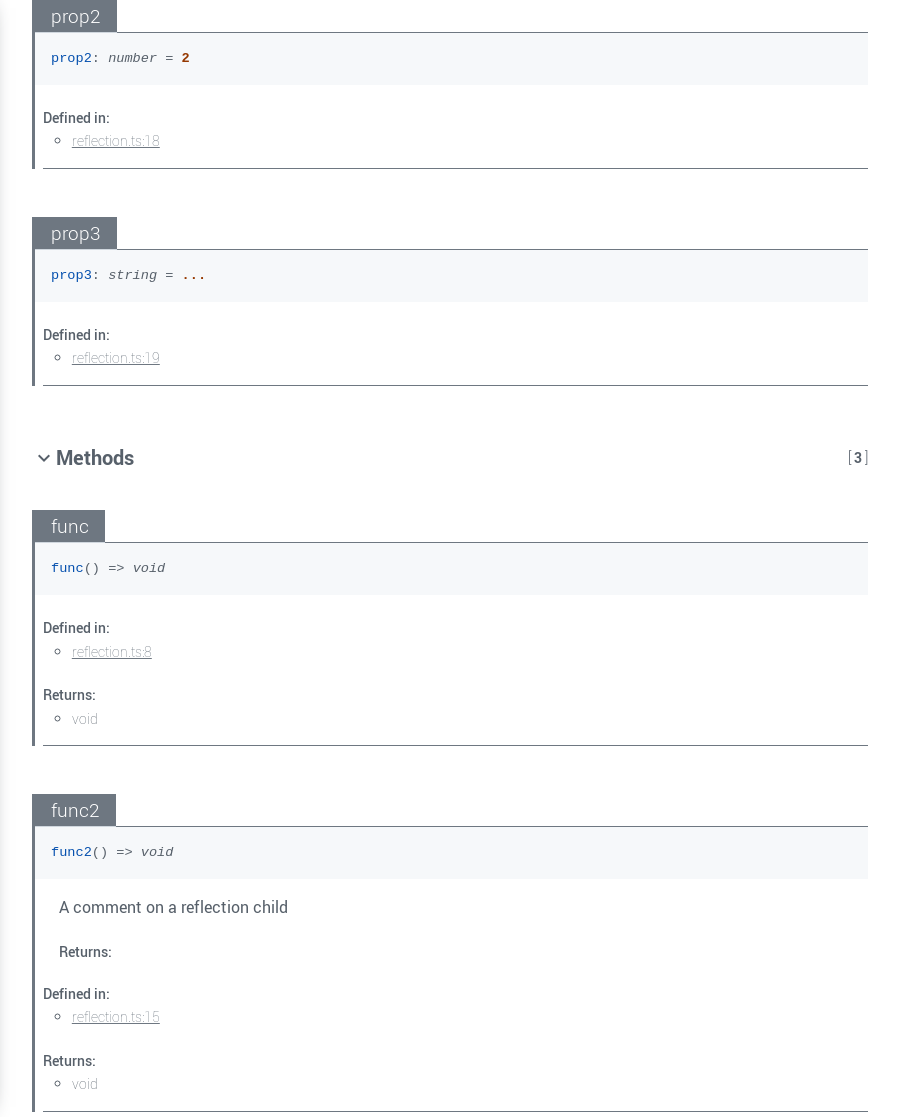 prop2
prop2: number = 2
Defined in:
reflection.ts:18
prop3
prop3: string = ...
Defined in:
reflection.ts:19
Methods [ 3 ]
func
func() => void
Defined in:
reflection.ts:8
Returns:
void
func2
func2() => void
A comment on a reflection child
Returns:
Defined in:
reflection.ts:15
Returns:
void